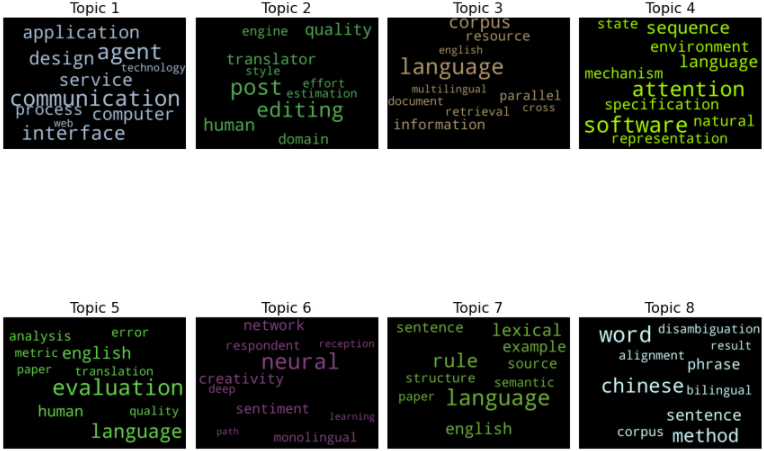 Topic 1
application
design agent
technology
service
communication
process computer
web
interface
Topic 2
engine quality
translator
style
post effort
estimation
editing
human
domain
Topic 3
corpus
resource
english
language
multilingual
document parallel
cross
retrieval
information
Topic 4
state sequence
environment
language
mechanism
attention
specification
software natural
representation
Topic 5
analysis error
metric english
paper translation
evaluation
human quality
language
Topic 6
network
respondent reception
neural
creativity
deep
sentiment
learning
path
monolingual
Topic 7
sentence lexical
example
rule source
structure semantic
paper language
english
Topic 8
word disambiguation
result
alignment
phrase
chinese bilingual
sentence
corpus method